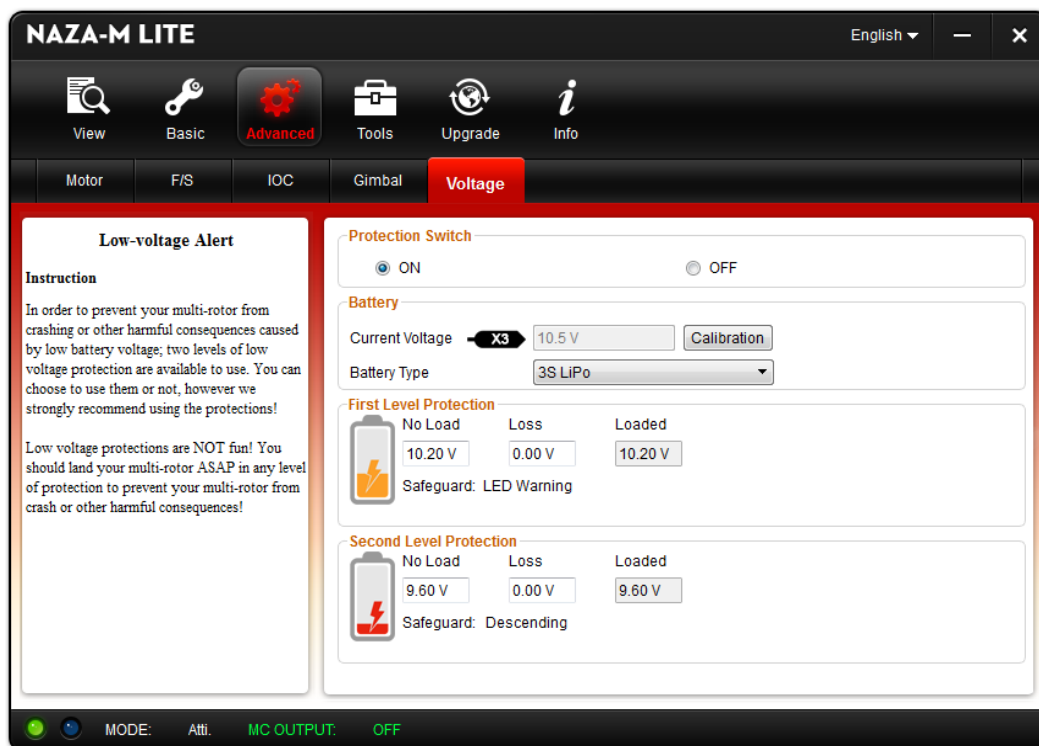 NAZA-M LITE
English
View Basic Advanced Tools Upgrade Info
Motor F/S IOC Gimbal Voltage
Low-voltage Alert
Instruction
In order to prevent your multi-rotor from
crashing or other harmful consequences caused
by low battery voltage; two levels of low
voltage protection are available to use. You can
choose to use them or not, however we
strongly recommend using the protections!
Low voltage protections are NOT fun! You
should land your multi-rotor ASAP in any level
of protection to prevent your multi-rotor from
crash or other harmful consequences!
Protection Switch
ON OFF
Battery
Current Voltage X3 10.5 V Calibration
Battery Type 3S LiPo
First Level Protection
No Load Loss Loaded
10.20 V 0.00 V 10.20 V
Safeguard: LED Warning
Second Level Protection
No Load Loss Loaded
9.60 V 0.00 V 9.60 V
Safeguard: Descending
MODE: Atti. MC OUTPUT: OFF